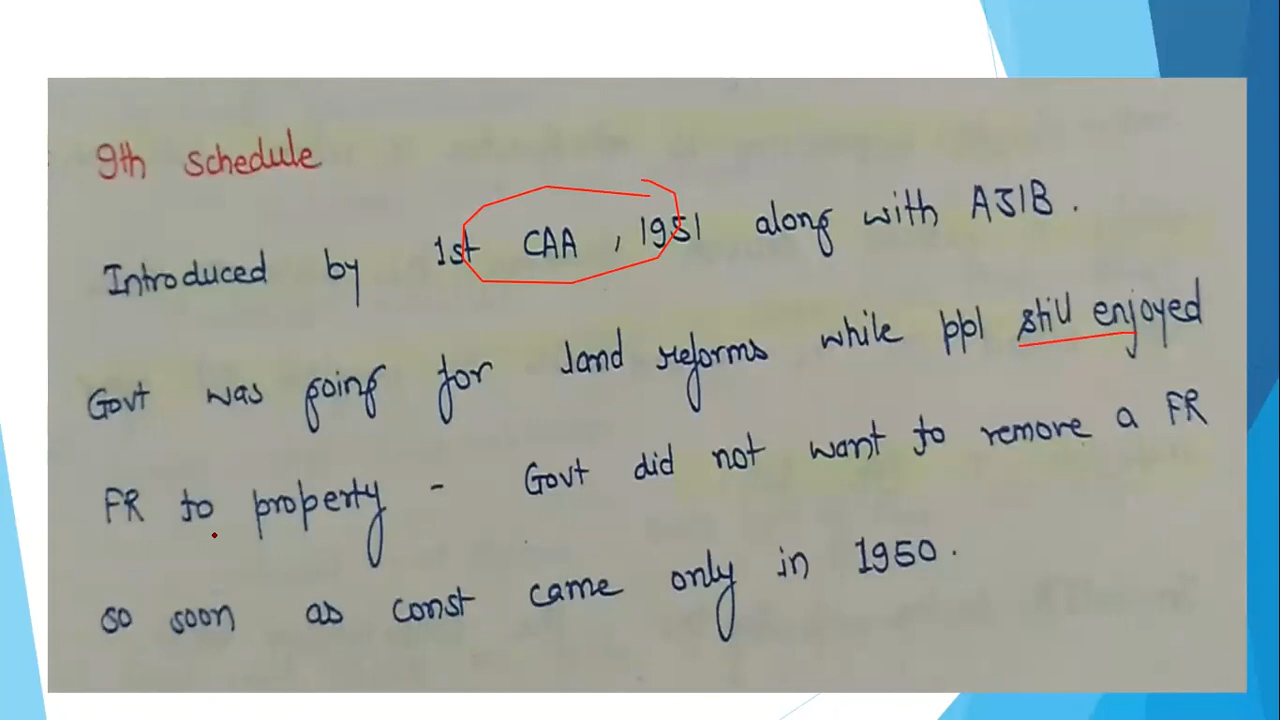 9th schedule
Introduced by 1st CAA, 1951 along with A31B.
Govt was going for land reforms while ppl still enjoyed
FR to property - Govt did not want to remove a FR
so soon as const came only in 1950.